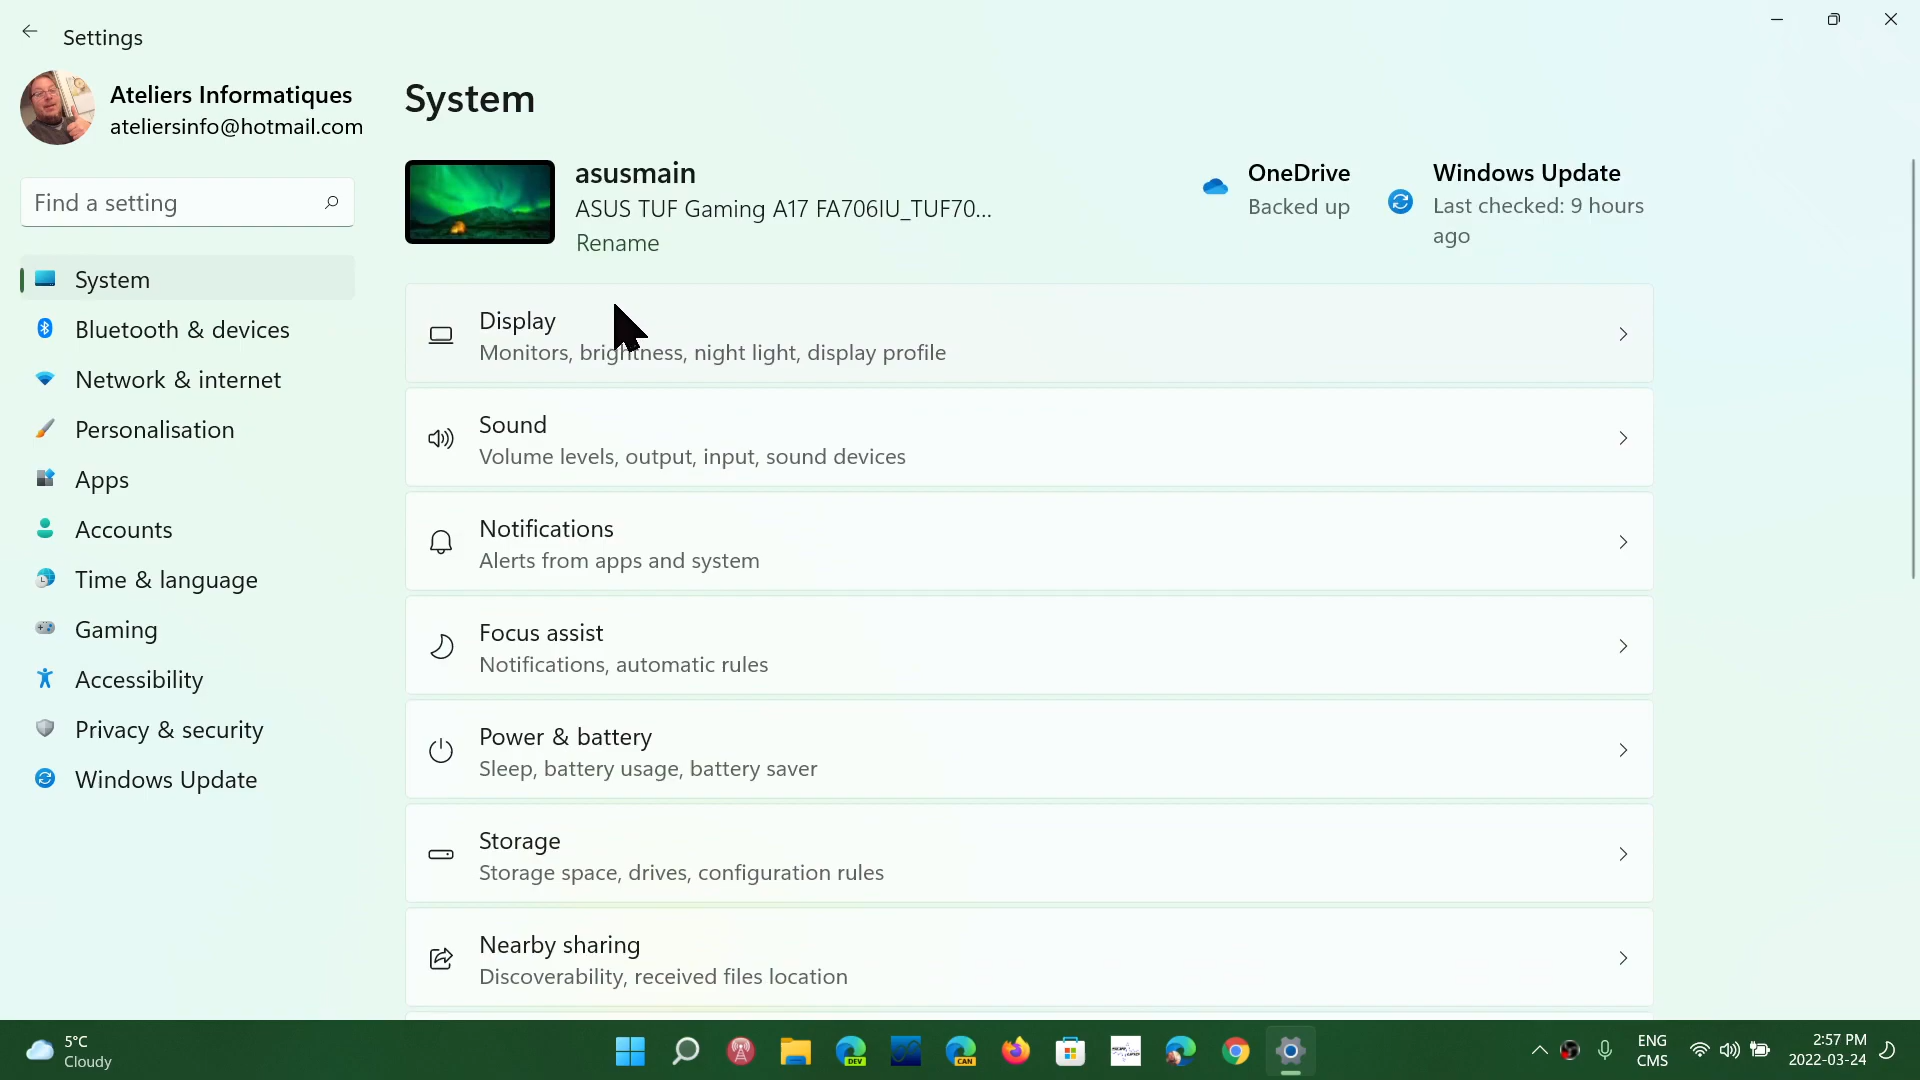 Settings
Ateliers Informatiques
ateliersinfo@hotmail.com
Find a setting
System
Bluetooth & devices
Network & internet
Personalisation
Apps
Accounts
Time & language
Gaming
Accessibility
Privacy & security
Windows Update
System
asusmain
ASUS TUF Gaming A17 FA706IU_TUF70...
Rename
OneDrive
Backed up
Windows Update
Last checked: 9 hours
ago
Display
Monitors, brightness, night light, display profile
Sound
Volume levels, output, input, sound devices
Notifications
Alerts from apps and system
Focus assist
Notifications, automatic rules
Power & battery
Sleep, battery usage, battery saver
Storage
Storage space, drives, configuration rules
Nearby sharing
Discoverability, received files location
5°C
Cloudy
DEV
CAN
ENG
CMS
2:57 PM
2022-03-24